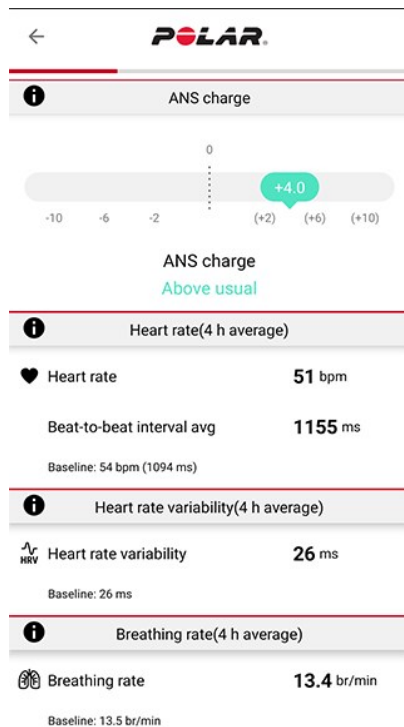 POLAR.
ANS charge
0
+4.0
-10 -6 -2 (+2) (+6) (+10)
ANS charge
Above usual
Heart rate(4 h average)
Heart rate 51 bpm
Beat-to-beat interval avg 1155 ms
Baseline: 54 bpm (1094 ms)
Heart rate variability(4 h average)
HRV Heart rate variability 26 ms
Baseline: 26 ms
Breathing rate(4 h average)
Breathing rate 13.4 br/min
Baseline: 13.5 br/min